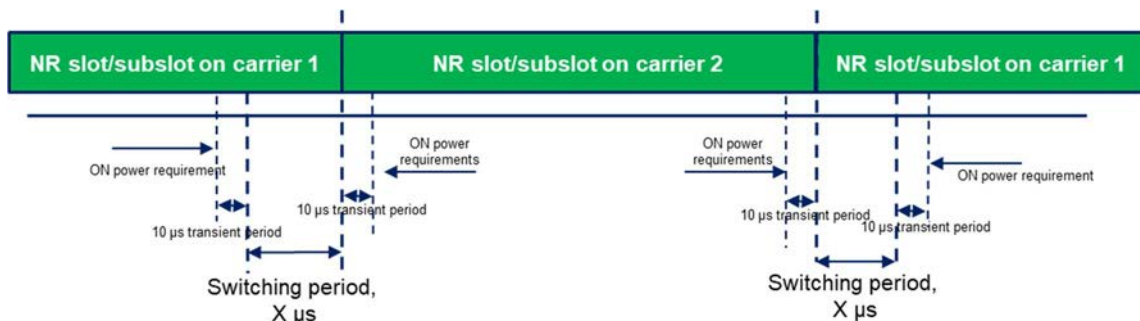 NR slot/subslot on carrier 1
NR slot/subslot on carrier 2
NR slot/subslot on carrier 1
ON power requirement
10 µs transient period
Switching period,
X µs
ON power
requirements
10 µs transient period
ON power
requirements
10 µs transient period
Switching period,
X µs
ON power requirement
10 µs transient period